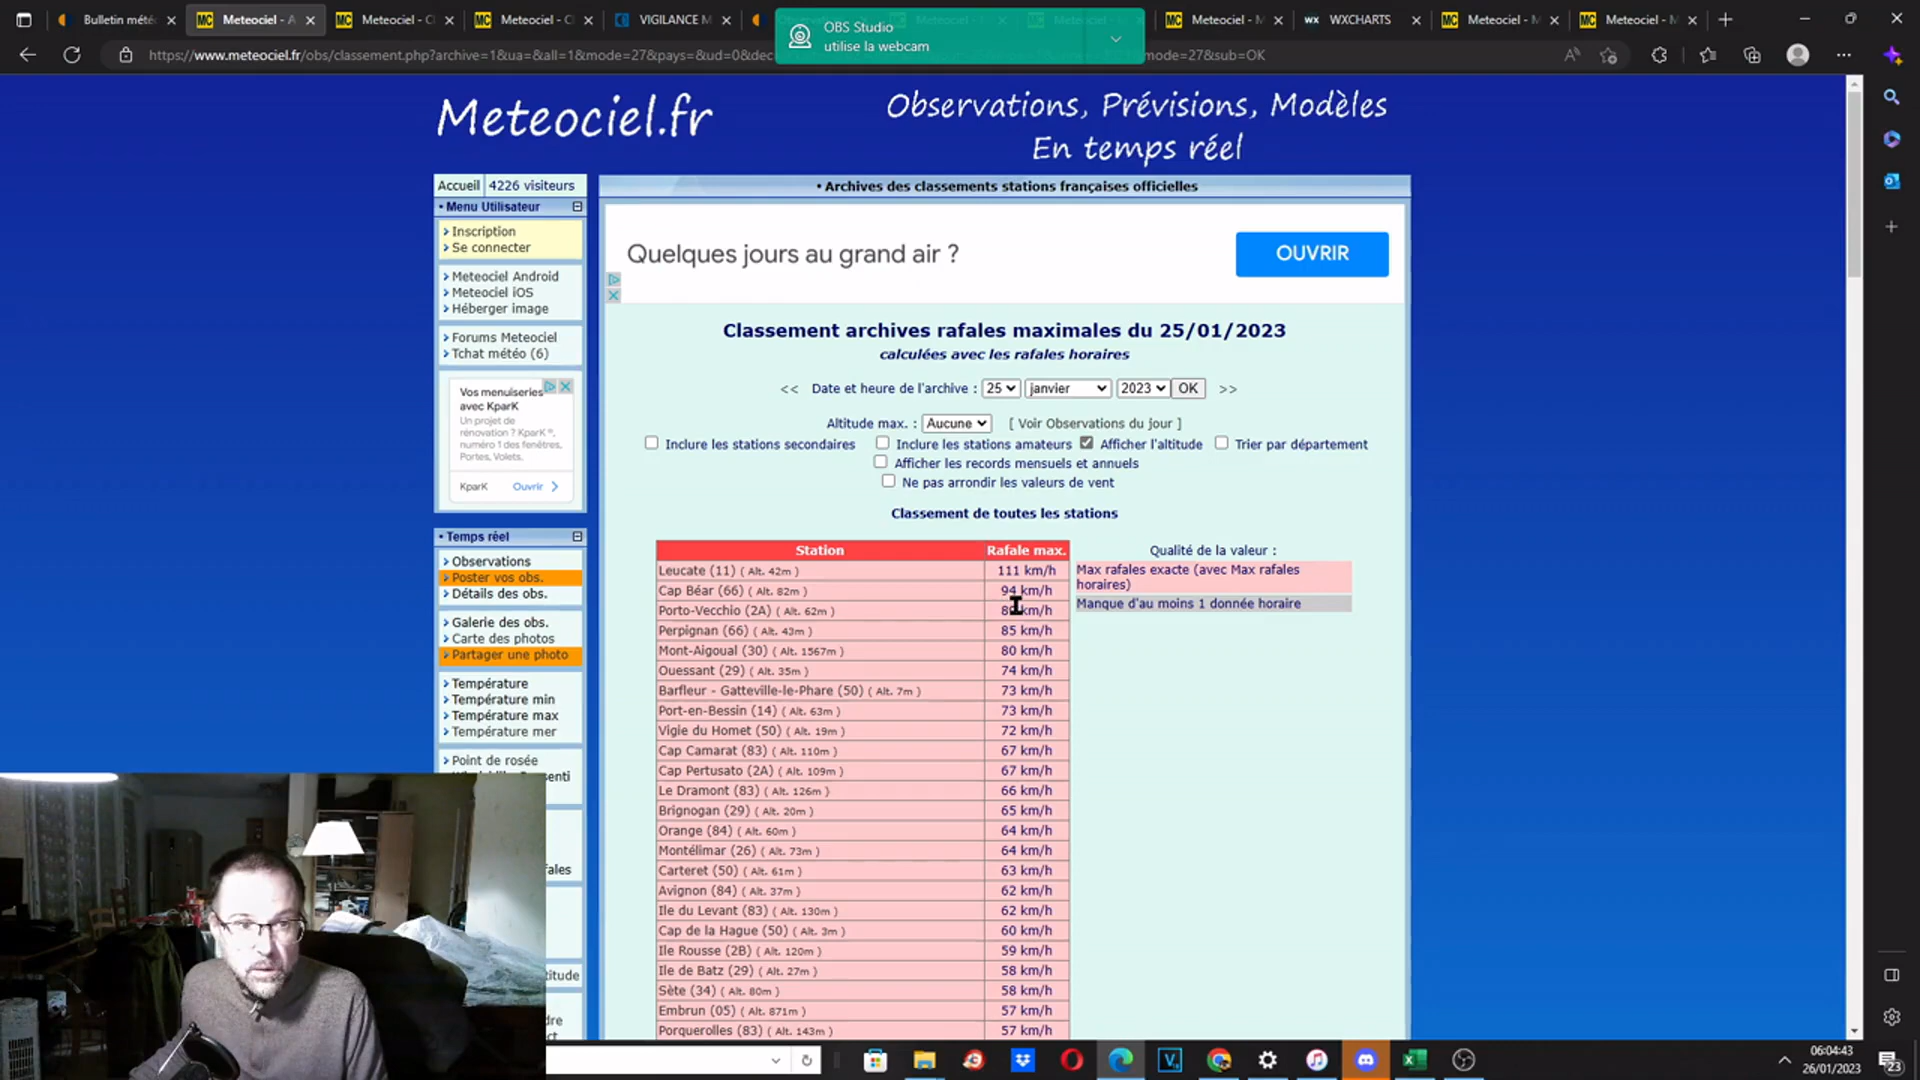 Bulletin mété
Meteociel - A
Meteociel - C
Meteociel - C
VIGILANCE M
Meteociel - M
WXCHARTS
Meteociel - M
Meteociel - M
OBS Studio
utilise la webcam
https://www.meteociel.fr/obs/classement.php?archive=1&ua=&all=1&mode=27&pays=&ud=0&dec
mode=27&sub=OK
Meteociel.fr
Observations, Prévisions, Modèles
En temps réel
Accueil 4226 visiteurs
• Menu Utilisateur
Inscription
Se connecter
Meteociel Android
Meteociel iOS
Héberger image
Forums Meteociel
Tchat météo (6)
Vos menuiseries
avec KparK
Un projet de
rénovation ? KparK®,
numéro 1 des fenêtres,
Portes, Volets.
KparK Ouvrir
• Temps réel
Observations
Poster vos obs.
Détails des obs.
Galerie des obs.
Carte des photos
Partager une photo
Température
Température min
Température max
Température mer
Point de rosée
• Archives des classements stations françaises officielles
Quelques jours au grand air ?
OUVRIR
Classement archives rafales maximales du 25/01/2023
calculées avec les rafales horaires
<< Date et heure de l'archive : 25 janvier 2023 OK >>
Altitude max. : Aucune [ Voir Observations du jour ]
Inclure les stations secondaires Inclure les stations amateurs Afficher l'altitude Trier par département
Afficher les records mensuels et annuels
Ne pas arrondir les valeurs de vent
Classement de toutes les stations
Station Rafale max.
Leucate (11) ( Alt. 42m ) 111 km/h
Cap Béar (66) ( Alt. 82m ) 94 km/h
Porto-Vecchio (2A) ( Alt. 62m ) km/h
Perpignan (66) ( Alt. 43m ) 85 km/h
Mont-Aigoual (30) ( Alt. 1567m ) 80 km/h
Ouessant (29) ( Alt. 35m ) 74 km/h
Barfleur - Gatteville-le-Phare (50) ( Alt. 7m ) 73 km/h
Port-en-Bessin (14) ( Alt. 63m ) 73 km/h
Vigie du Homet (50) ( Alt. 19m ) 72 km/h
Cap Camarat (83) ( Alt. 110m ) 67 km/h
Cap Pertusato (2A) ( Alt. 109m ) 67 km/h
Le Dramont (83) ( Alt. 126m ) 66 km/h
Brignogan (29) ( Alt. 20m ) 65 km/h
Orange (84) ( Alt. 60m ) 64 km/h
Montélimar (26) ( Alt. 73m ) 64 km/h
Carteret (50) ( Alt. 61m ) 63 km/h
Avignon (84) ( Alt. 37m ) 62 km/h
Ile du Levant (83) ( Alt. 130m ) 62 km/h
Cap de la Hague (50) ( Alt. 3m ) 60 km/h
Ile Rousse (2B) ( Alt. 120m ) 59 km/h
Ile de Batz (29) ( Alt. 27m ) 58 km/h
Sète (34) ( Alt. 80m ) 58 km/h
Embrun (05) ( Alt. 871m ) 57 km/h
Porquerolles (83) ( Alt. 143m ) 57 km/h
Qualité de la valeur :
Max rafales exacte (avec Max rafales
horaires)
Manque d'au moins 1 donnée horaire
06:04:43
26/01/2023
23